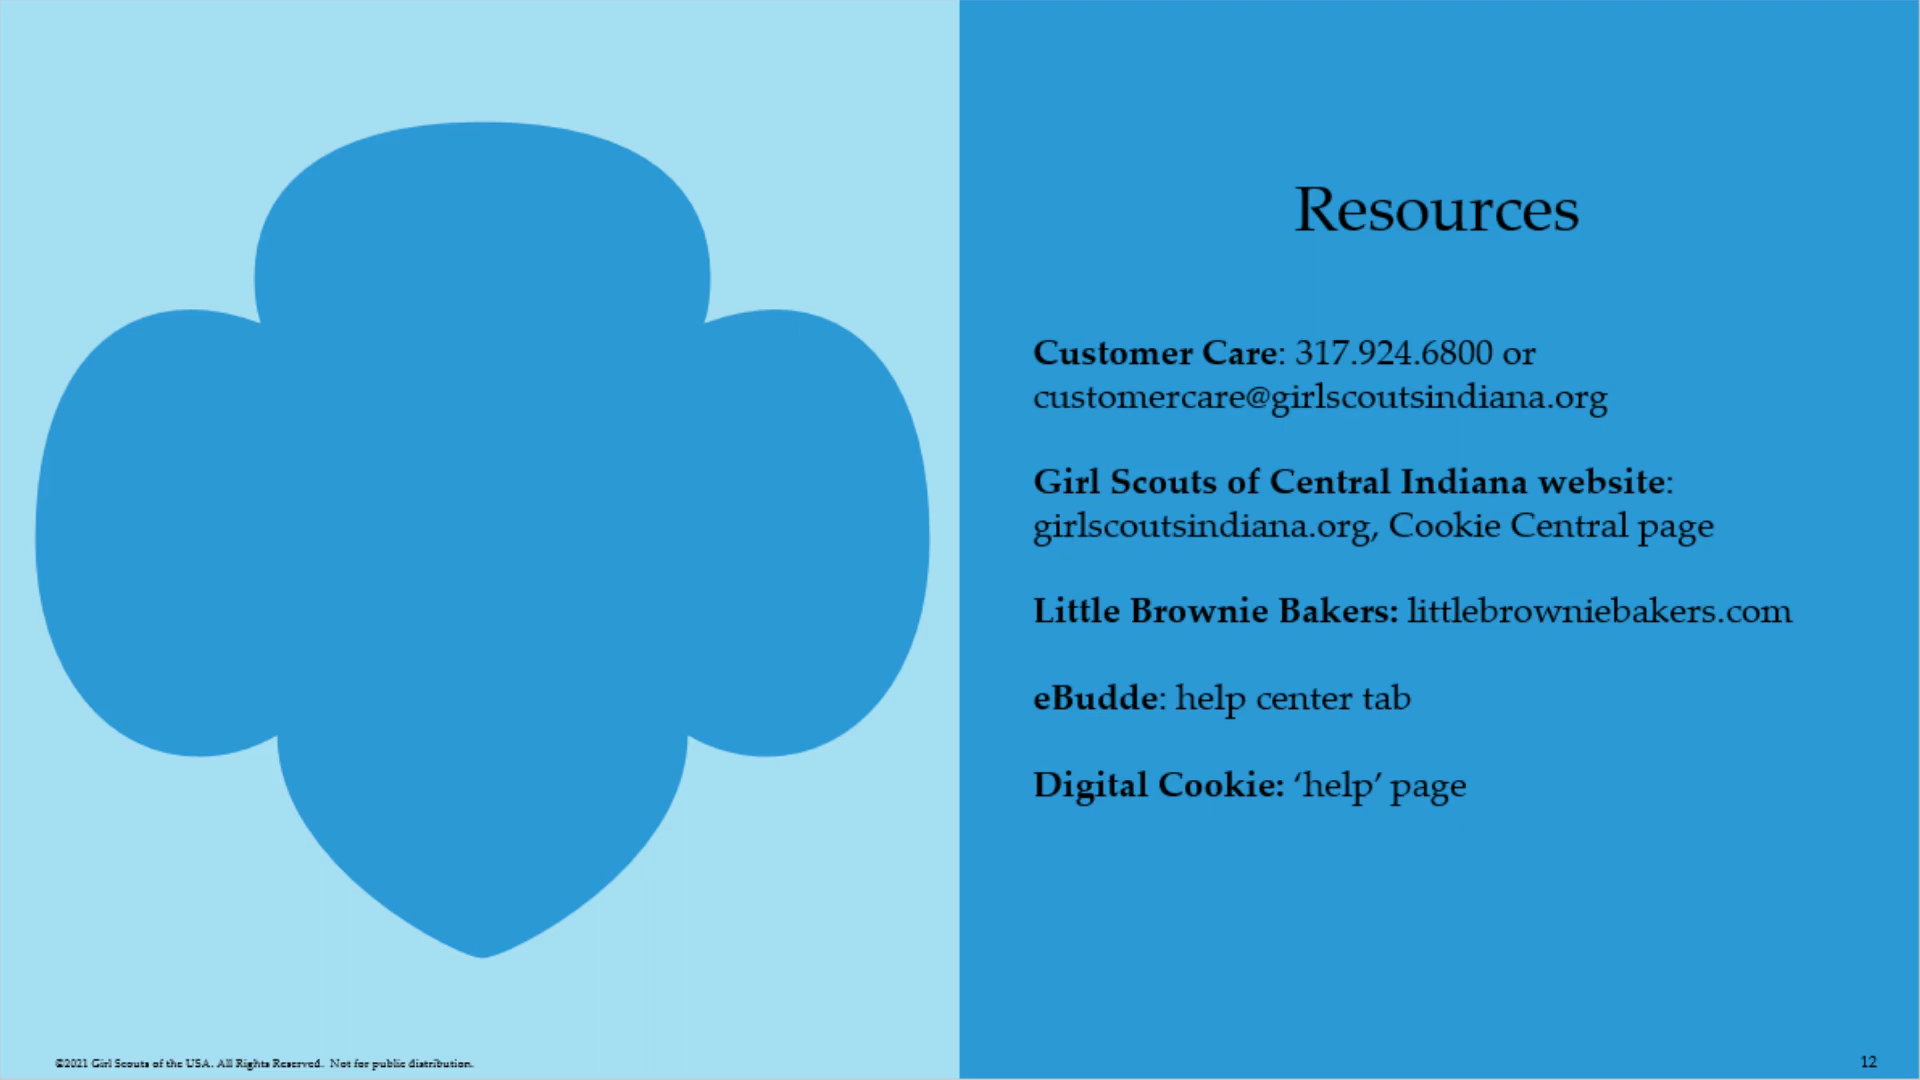 Resources
Customer Care: 317.924.6800 or
customercare@girlscoutsindiana.org
Girl Scouts of Central Indiana website:
girlscoutsindiana.org, Cookie Central page
Little Brownie Bakers: littlebrowniebakers.com
eBudde: help center tab
Digital Cookie: ‘help’ page
©2021 Girl Scouts of the USA. All Rights Reserved. Not for public distribution.
12